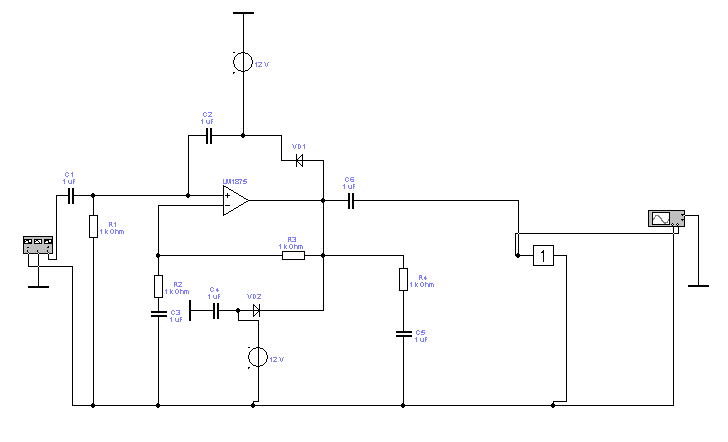 12 V
C2
1 uF
VD1
C1
1 uF
LM1875
C6
1 uF
R1
1 kOhm
R3
1 kOhm
1
R2
1 kOhm
C4
1 uF
VD2
R4
1 kOhm
C3
1 uF
C5
1 uF
12 V